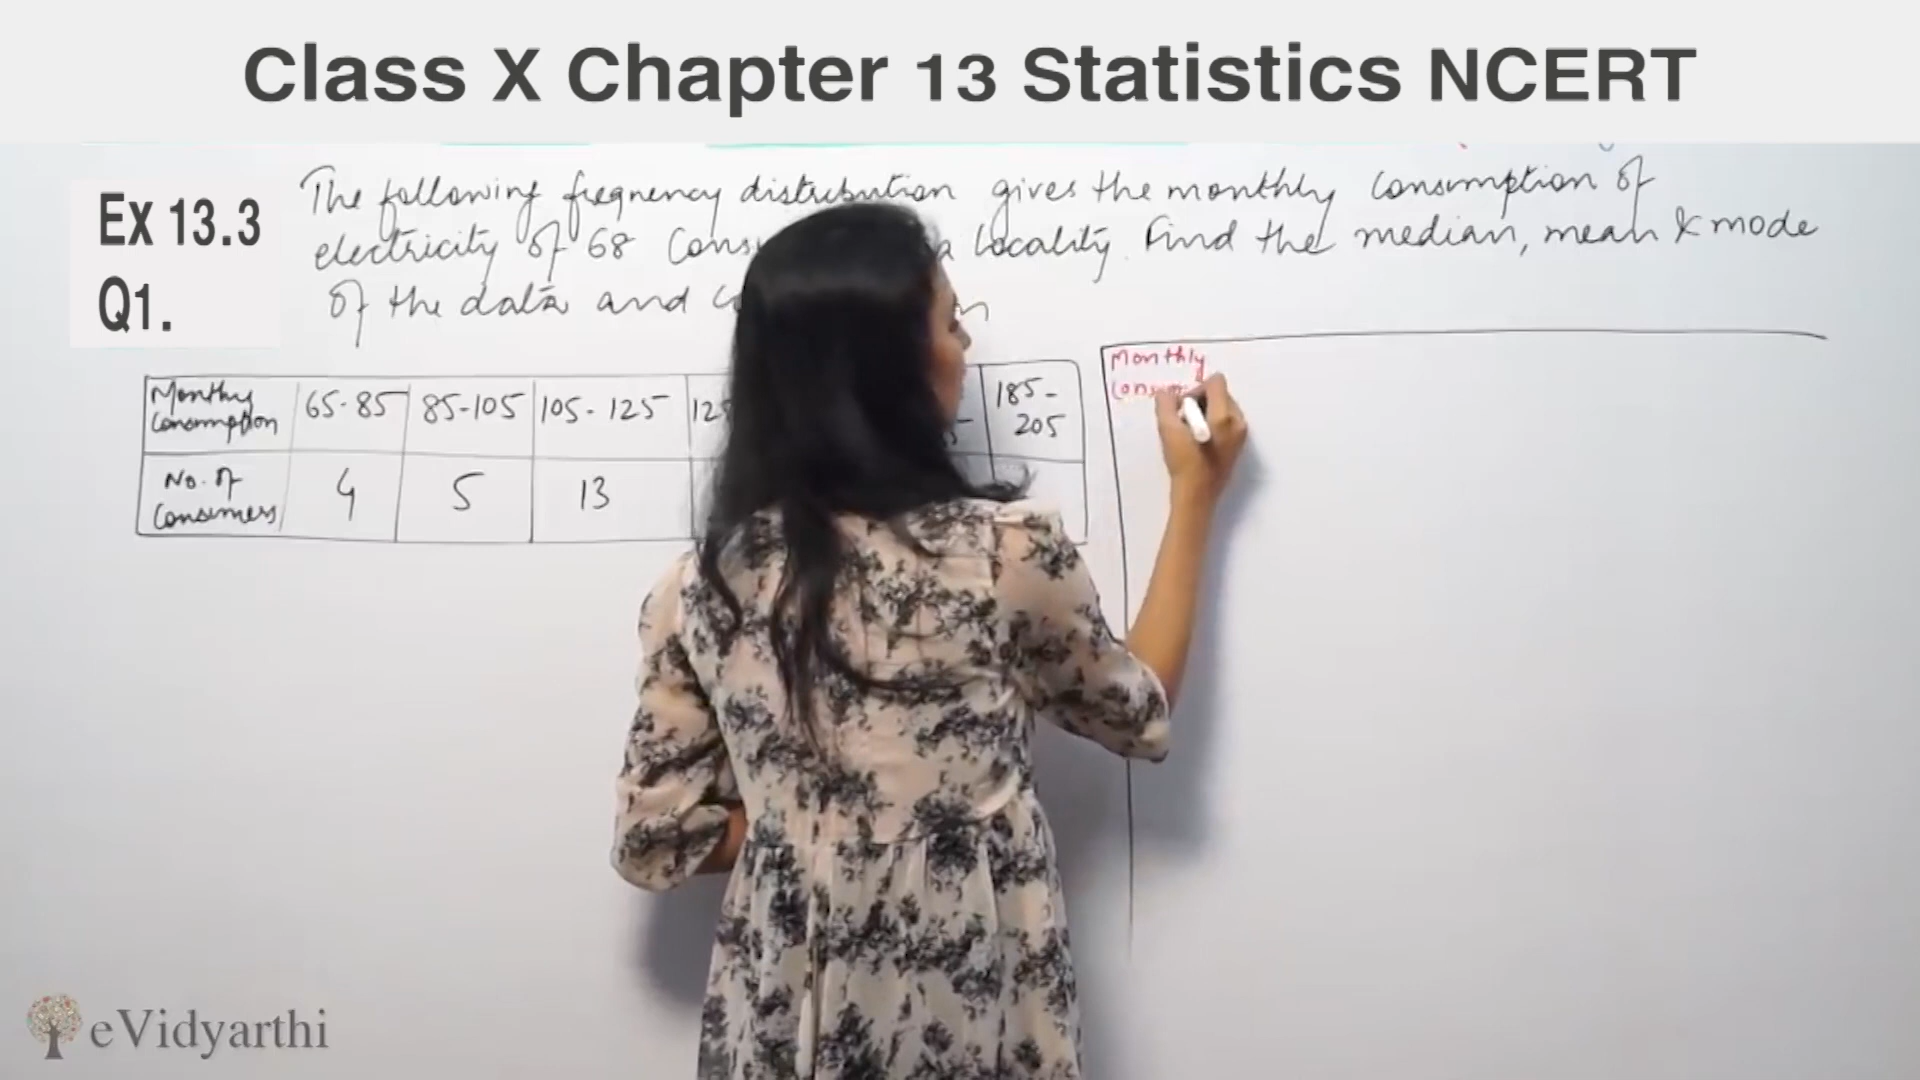 Class X Chapter 13 Statistics NCERT
Ex 13.3
Q1.
The following frequency distribution gives the monthly consumption of
electricity of 68 Cons a locality. Find the median, mean & mode
of the data and
Monthly Consumption 65-85 85-105 105-125 185-205
No. of Consumers 4 5 13
Monthly
eVidyarthi